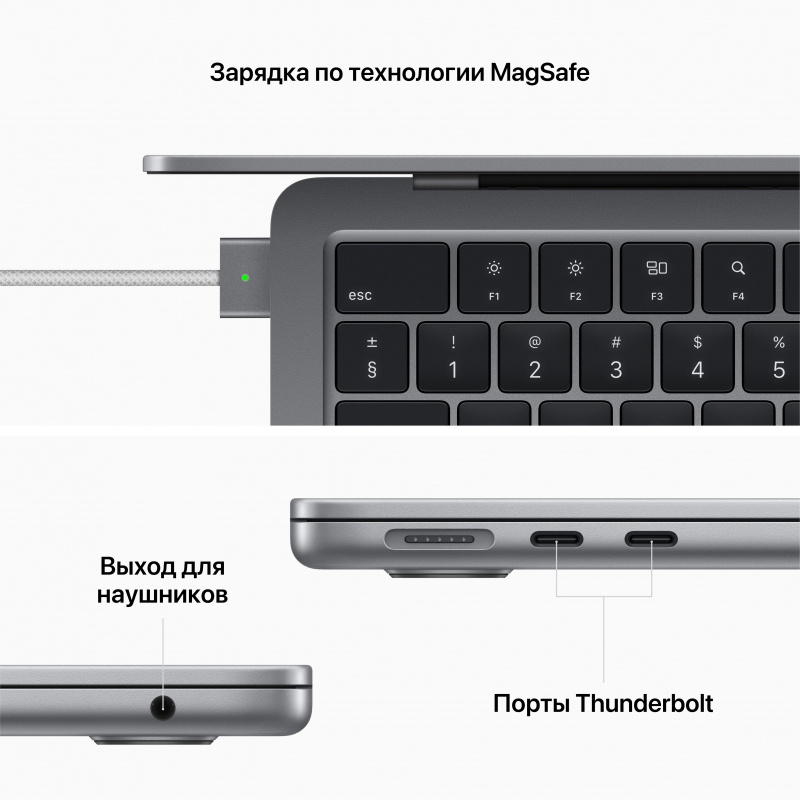 Зарядка по технологии MagSafe
esc F1 F2 F3 F4
± ! @ # $ %
§ 1 2 3 4 5
Выход для
наушников
Порты Thunderbolt